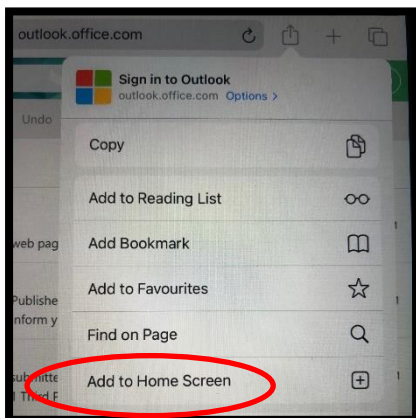 outlook.office.com
Sign in to Outlook
outlook.office.com Options >
Undo
Copy
Add to Reading List
web pag
Add Bookmark
Add to Favourites
Publishe
nform y
Find on Page
submitte
Add to Home Screen